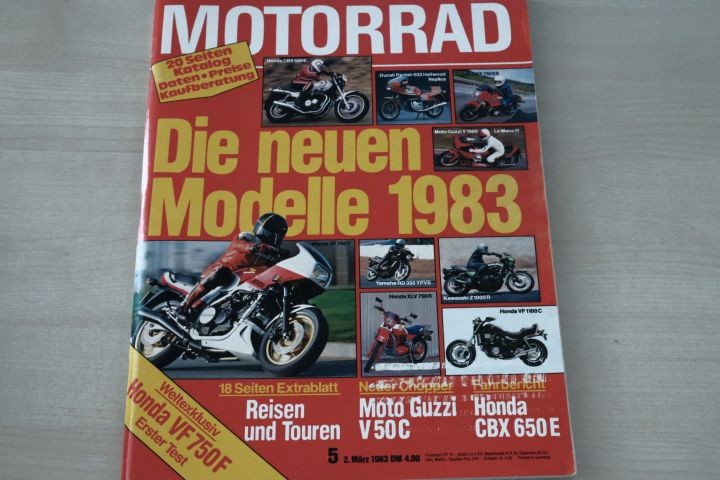 MOTORRAD
20 Seiten
Katalog
Daten • Preise
Kaufberatung
Honda CBX 650 E
Ducati Pantah 600 Hailwood
Replica
Moto Guzzi V 1000 Le Mans III
Die neuen
Modelle 1983
Honda VF 750 F
Yamaha RD 350 YPVS
Kawasaki Z 1000 R
Honda XLV 750 R
Honda VF 1100 C
Weltexklusiv
Honda VF 750 F
Erster Test
18 Seiten Extrablatt
Reisen
und Touren
Neuer Chopper
Moto Guzzi
V 50 C
Fahrbericht
Honda
CBX 650 E
5 2. März 1983 DM 4.00